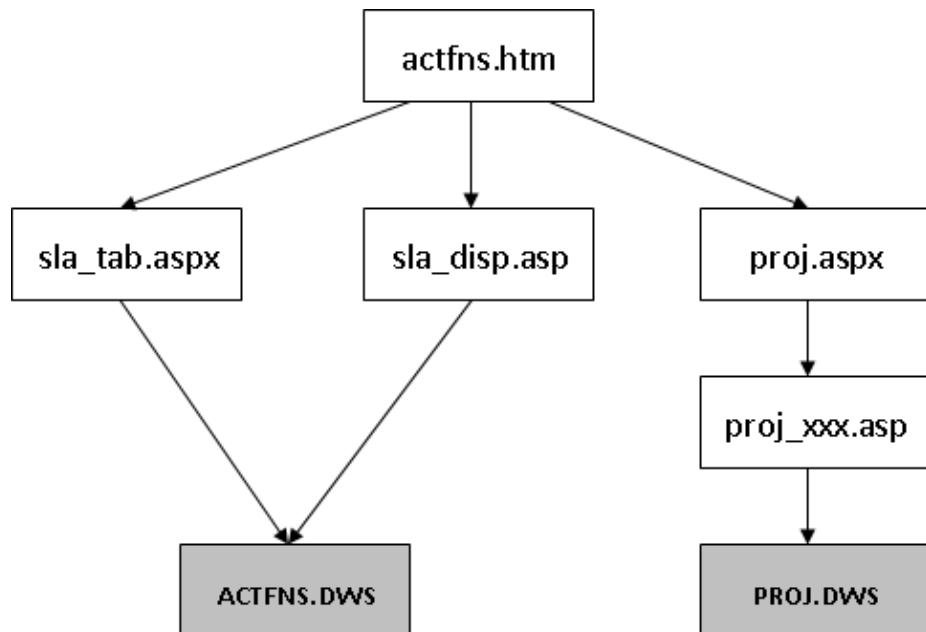 actfns.htm
sla_tab.aspx
sla_disp.asp
proj.aspx
proj_xxx.asp
ACTFNS.DWS
PROJ.DWS